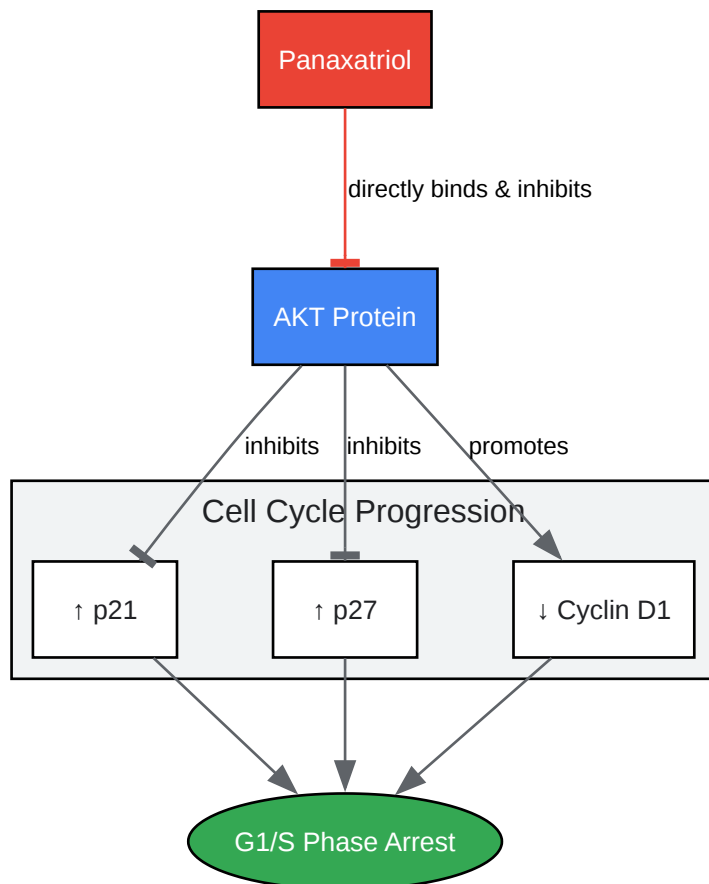 Panaxatriol
directly binds & inhibits
AKT Protein
inhibits
inhibits
promotes
Cell Cycle Progression
↑ p21
↑ p27
↓ Cyclin D1
G1/S Phase Arrest